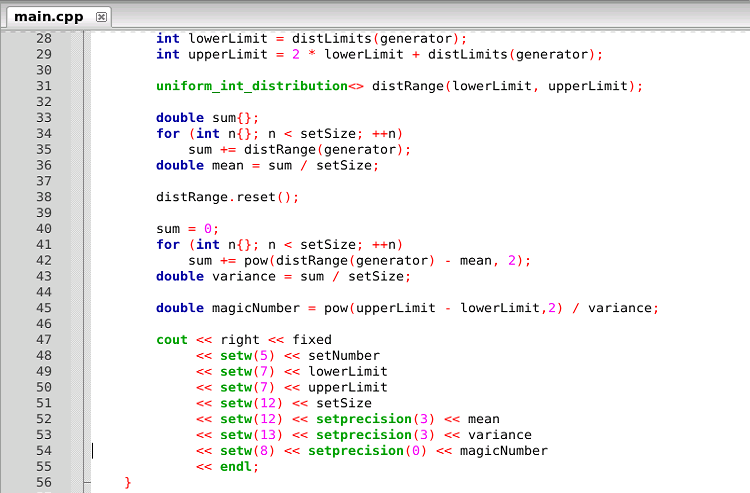 main.cpp
28 int lowerLimit = distLimits(generator);
29 int upperLimit = 2 * lowerLimit + distLimits(generator);
30
31 uniform_int_distribution<> distRange(lowerLimit, upperLimit);
32
33 double sum{};
34 for (int n{}; n < setSize; ++n)
35 sum += distRange(generator);
36 double mean = sum / setSize;
37
38 distRange.reset();
39
40 sum = 0;
41 for (int n{}; n < setSize; ++n)
42 sum += pow(distRange(generator) - mean, 2);
43 double variance = sum / setSize;
44
45 double magicNumber = pow(upperLimit - lowerLimit,2) / variance;
46
47 cout << right << fixed
48 << setw(5) << setNumber
49 << setw(7) << lowerLimit
50 << setw(7) << upperLimit
51 << setw(12) << setSize
52 << setw(12) << setprecision(3) << mean
53 << setw(13) << setprecision(3) << variance
54 << setw(8) << setprecision(0) << magicNumber
55 << endl;
56 }